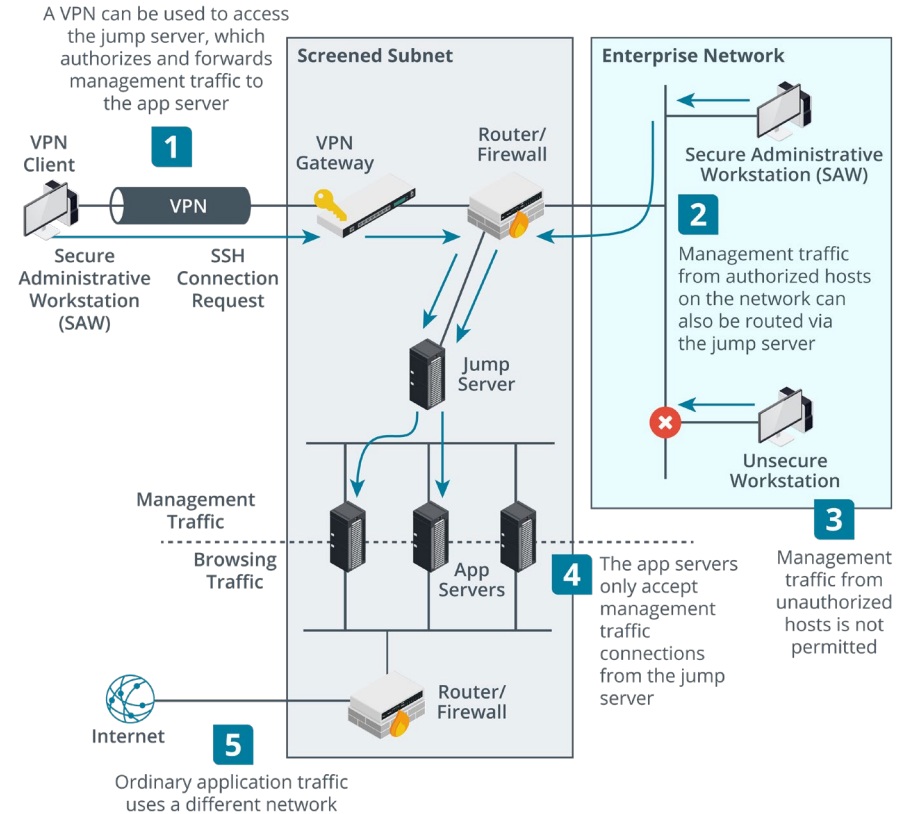 A VPN can be used to access
the jump server, which
authorizes and forwards
management traffic to
the app server
Screened Subnet
Enterprise Network
1
VPN
Client
VPN
Gateway
Router/
Firewall
Secure Administrative
Workstation (SAW)
VPN
2
Secure
Administrative
Workstation
(SAW)
SSH
Connection
Request
Management traffic
from authorized hosts
on the network can
also be routed via
the jump server
Jump
Server
Unsecure
Workstation
Management
Traffic
3
Browsing
Traffic
App
Servers
4
The app servers
only accept
management
traffic
connections
from the jump
server
Management
traffic from
unauthorized
hosts is not
permitted
Router/
Firewall
Internet
5
Ordinary application traffic
uses a different network